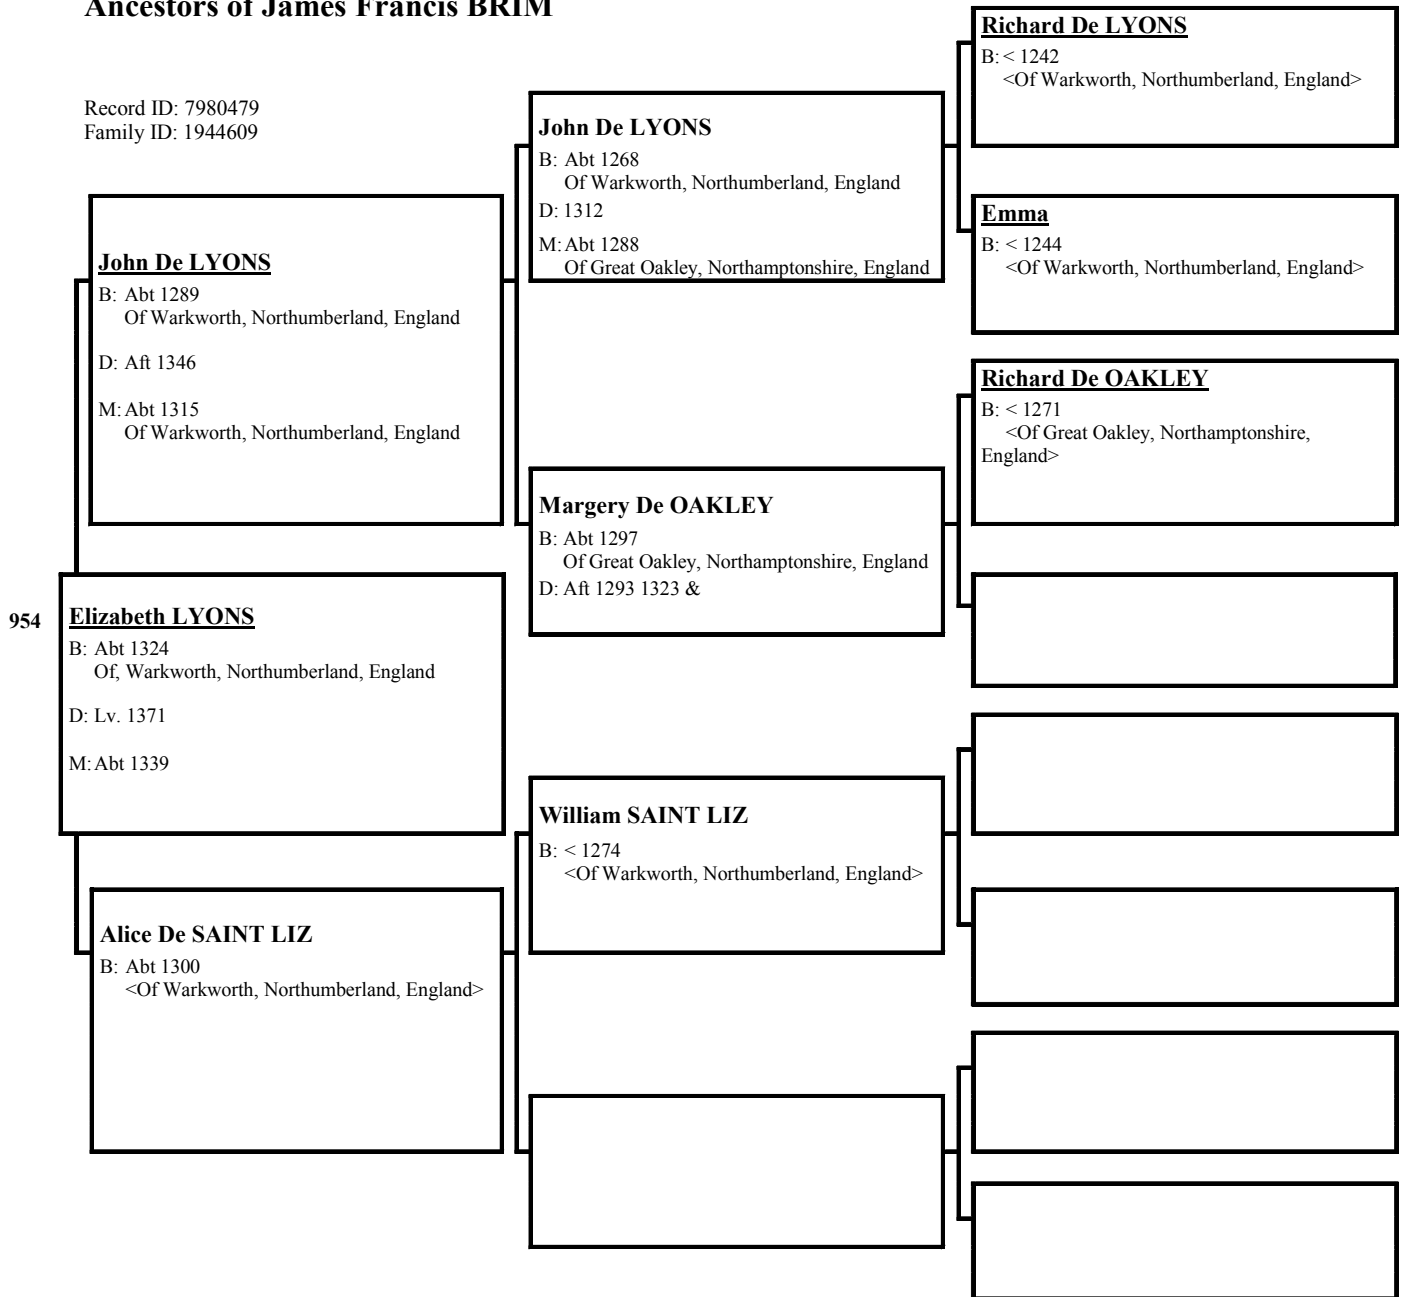 Ancestors of James Francis BRIM
Record ID: 7980479
Family ID: 1944609
Richard De LYONS
B: < 1242
<Of Warkworth, Northumberland, England>
John De LYONS
B: Abt 1268
Of Warkworth, Northumberland, England
D: 1312
M: Abt 1288
Of Great Oakley, Northamptonshire, England
Emma
B: < 1244
<Of Warkworth, Northumberland, England>
John De LYONS
B: Abt 1289
Of Warkworth, Northumberland, England
D: Aft 1346
M: Abt 1315
Of Warkworth, Northumberland, England
Richard De OAKLEY
B: < 1271
<Of Great Oakley, Northamptonshire,
England>
Margery De OAKLEY
B: Abt 1297
Of Great Oakley, Northamptonshire, England
D: Aft 1293 1323 &
954
Elizabeth LYONS
B: Abt 1324
Of, Warkworth, Northumberland, England
D: Lv. 1371
M: Abt 1339
William SAINT LIZ
B: < 1274
<Of Warkworth, Northumberland, England>
Alice De SAINT LIZ
B: Abt 1300
<Of Warkworth, Northumberland, England>